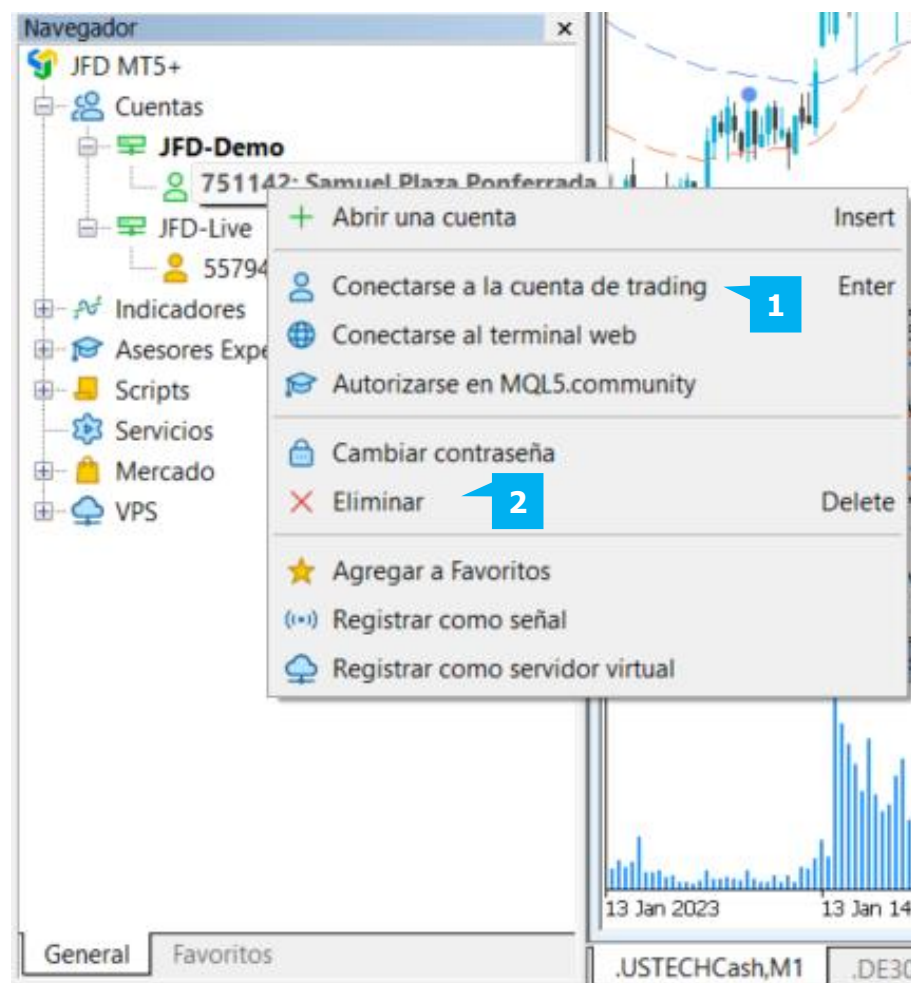 Navegador
JFD MT5+
Cuentas
JFD-Demo
751142: Samuel Plaza Ponferrada
JFD-Live
55794
Indicadores
Asesores Expe
Scripts
Servicios
Mercado
VPS
Abrir una cuenta Insert
Conectarse a la cuenta de trading 1 Enter
Conectarse al terminal web
Autorizarse en MQL5.community
Cambiar contraseña
Eliminar 2 Delete
Agregar a Favoritos
Registrar como señal
Registrar como servidor virtual
13 Jan 2023 13 Jan 14
General Favoritos
.USTECHCash,M1 .DE30